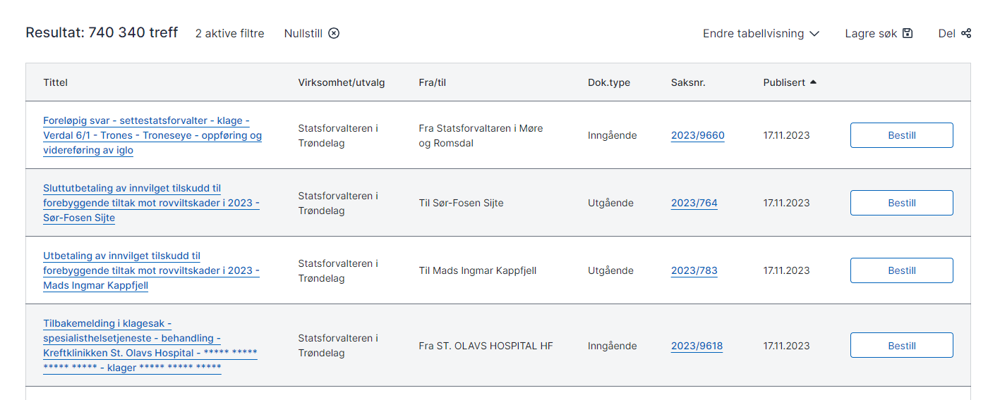 Resultat: 740 340 treff 2 aktive filtre Nullstill Endre tabellvisning Lagre søk Del
Tittel Virksomhet/utvalg Fra/til Dok.type Saksnr. Publisert
Foreløpig svar - settestatsforvalter - klage -
Verdal 6/1 - Trones - Troneseye - oppføring og
videreføring av iglo
Statsforvalteren i
Trøndelag
Fra Statsforvaltaren i Møre
og Romsdal
Inngående
2023/9660
17.11.2023
Bestill
Sluttutbetaling av innvilget tilskudd til
forebyggende tiltak mot rovviltskader i 2023 -
Sør-Fosen Sijte
Statsforvalteren i
Trøndelag
Til Sør-Fosen Sijte
Utgående
2023/764
17.11.2023
Bestill
Utbetaling av innvilget tilskudd til
forebyggende tiltak mot rovviltskader i 2023 -
Mads Ingmar Kappfjell
Statsforvalteren i
Trøndelag
Til Mads Ingmar Kappfjell
Utgående
2023/783
17.11.2023
Bestill
Tilbakemelding i klagesak -
spesialisthelsetjeneste - behandling -
Kreftklinikken St. Olavs Hospital - ***** *****
***** ***** - klager ***** ***** *****
Statsforvalteren i
Trøndelag
Fra ST. OLAVS HOSPITAL HF
Inngående
2023/9618
17.11.2023
Bestill